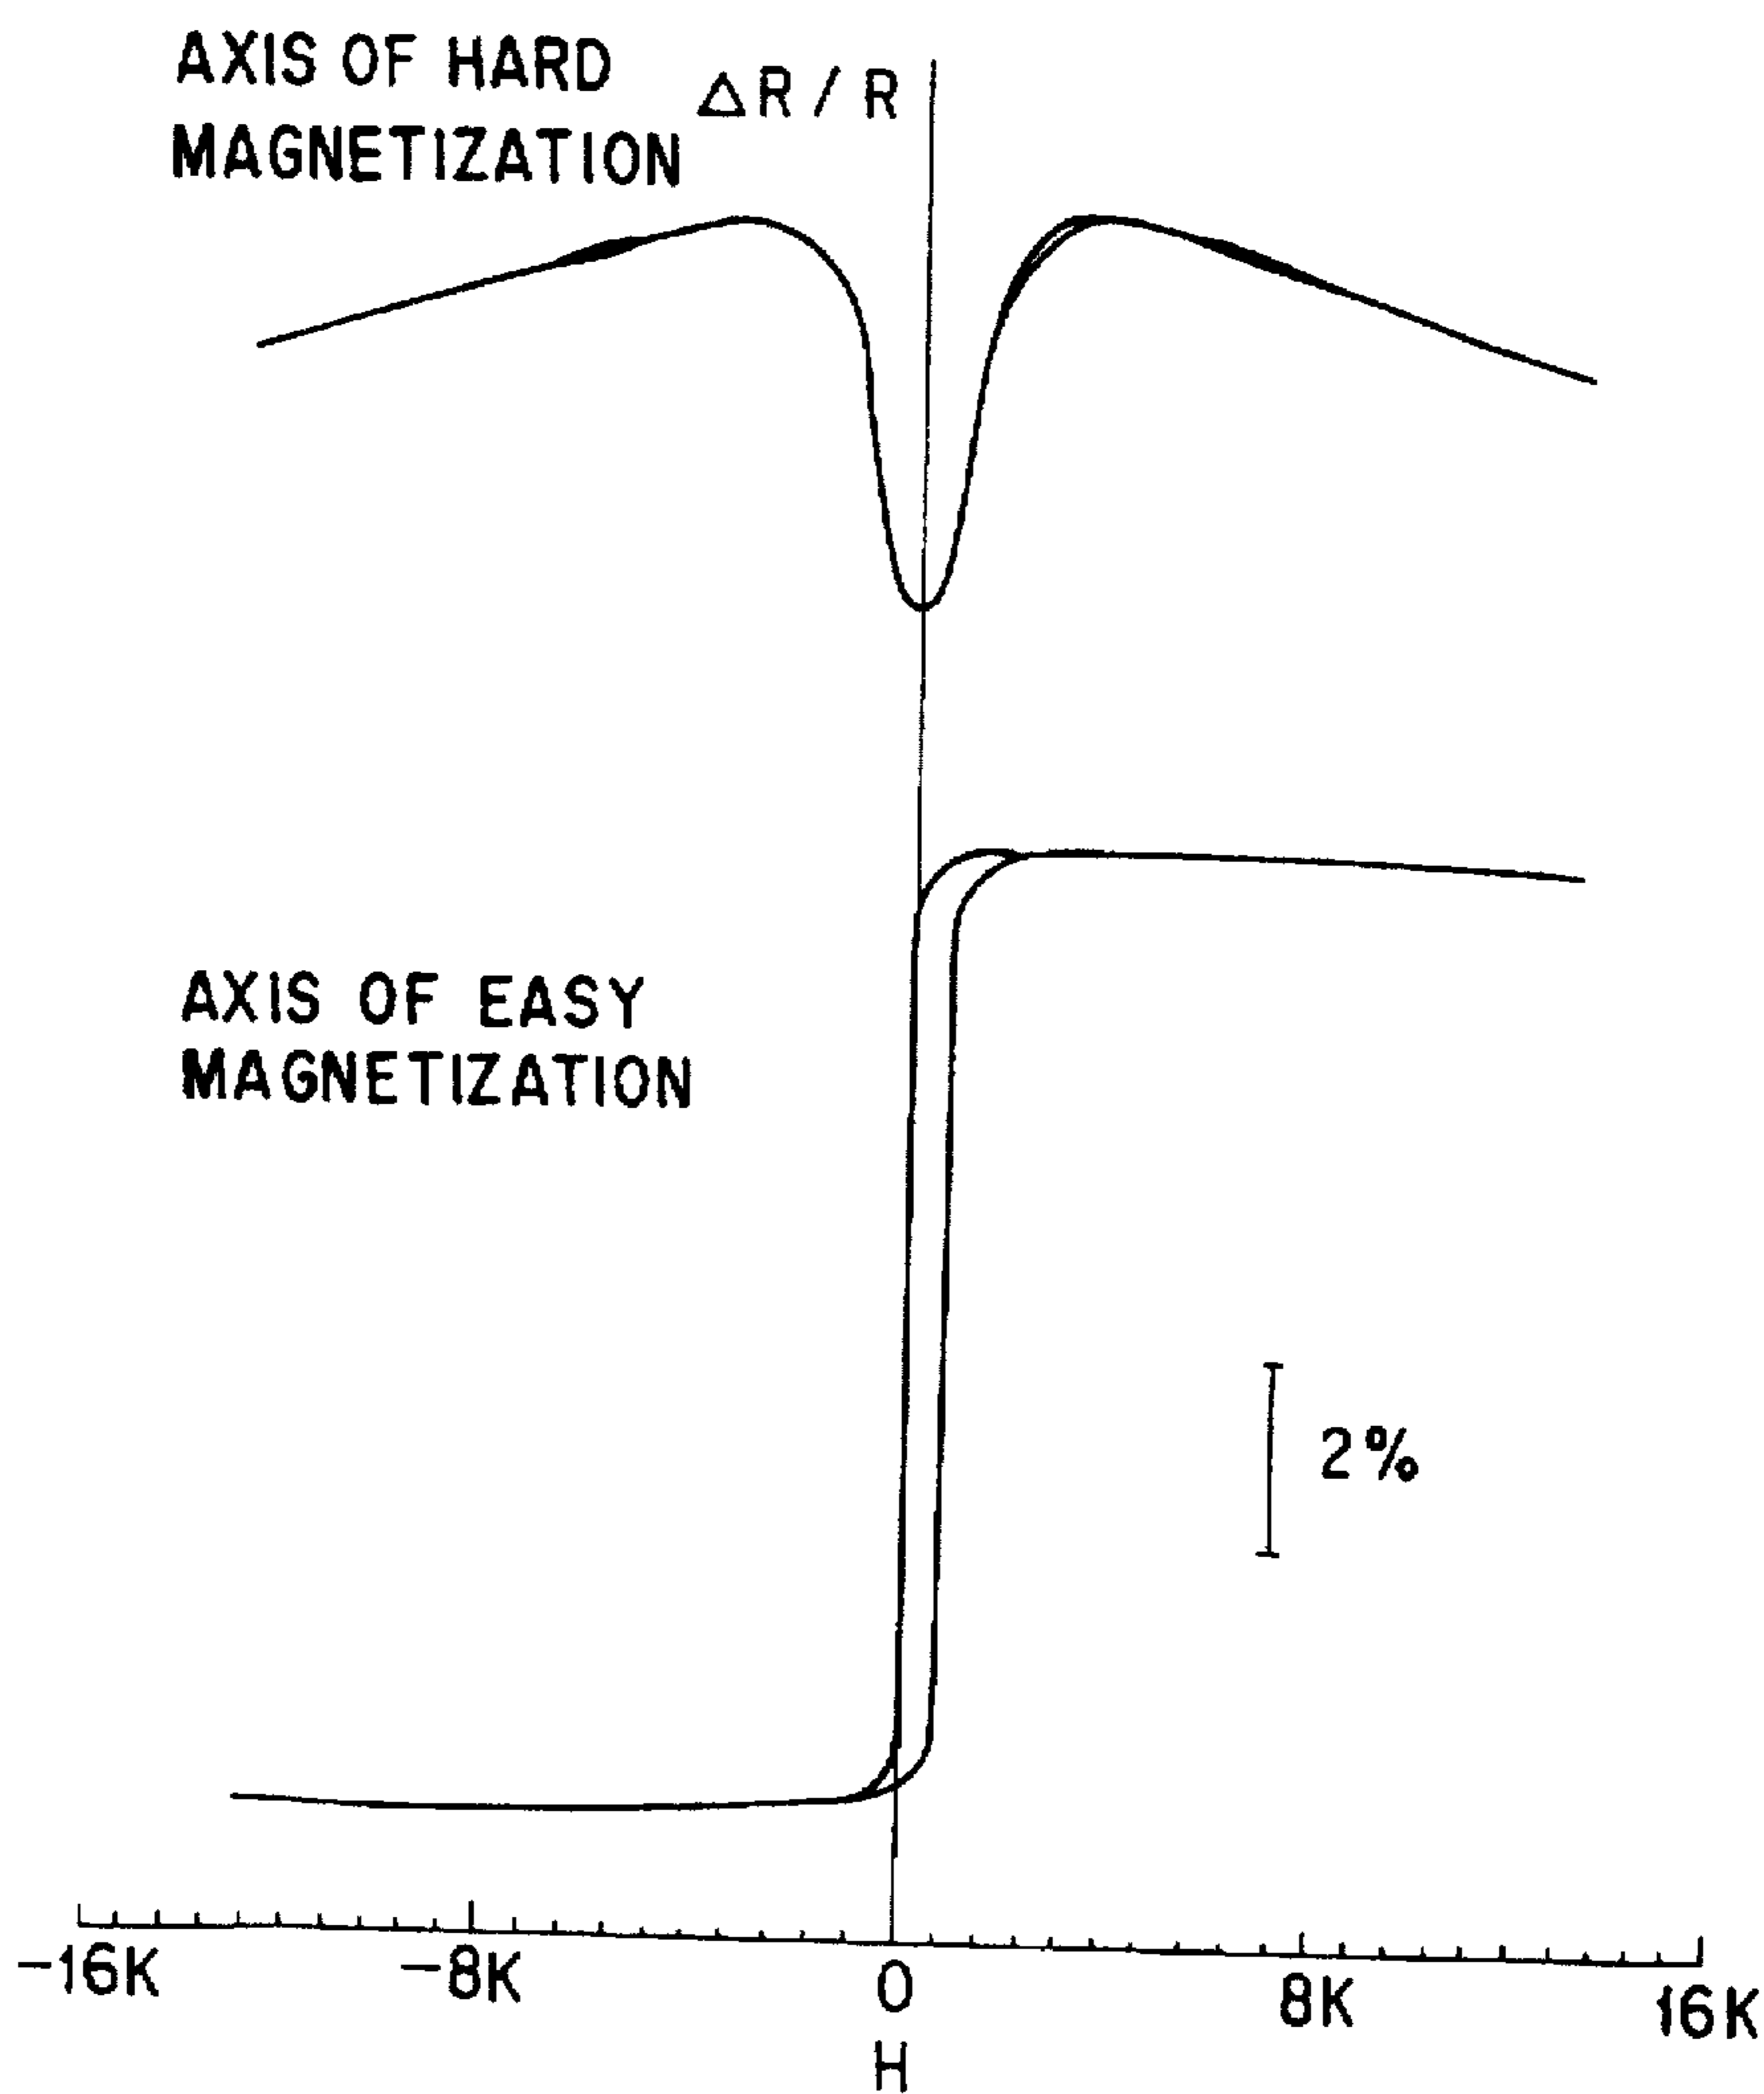 AXIS OF HARD
MAGNETIZATION
ΔR/R
AXIS OF EASY
MAGNETIZATION
2%
-16K -8K 0 8K 16K
H